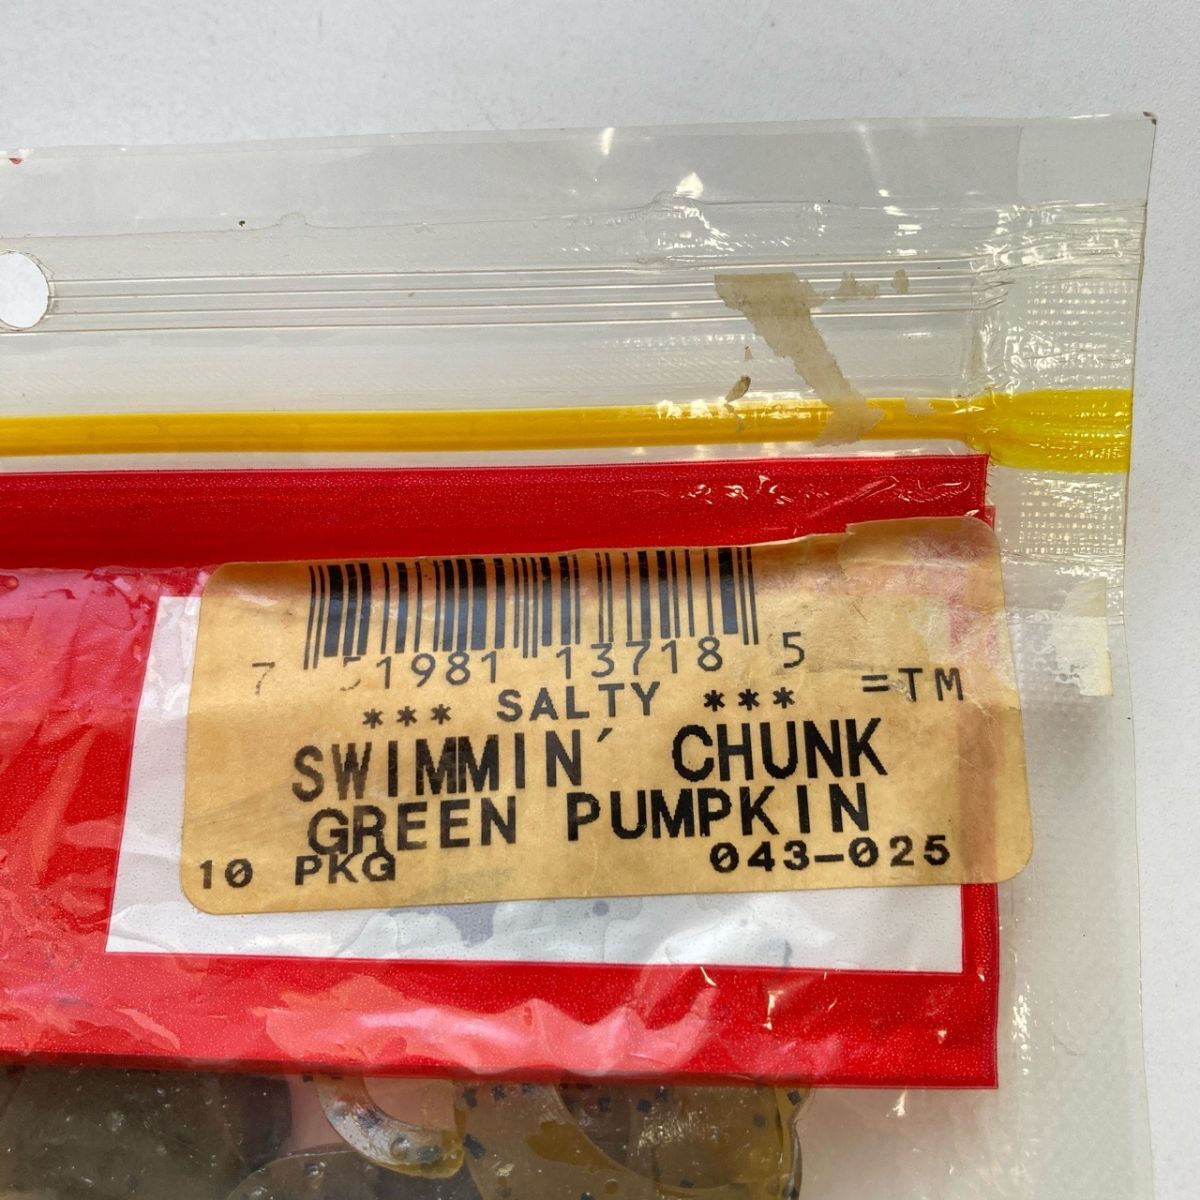 7 51981 13718 5
*** SALTY *** =TM
SWIMMIN´ CHUNK
GREEN PUMPKIN
10 PKG 043-025